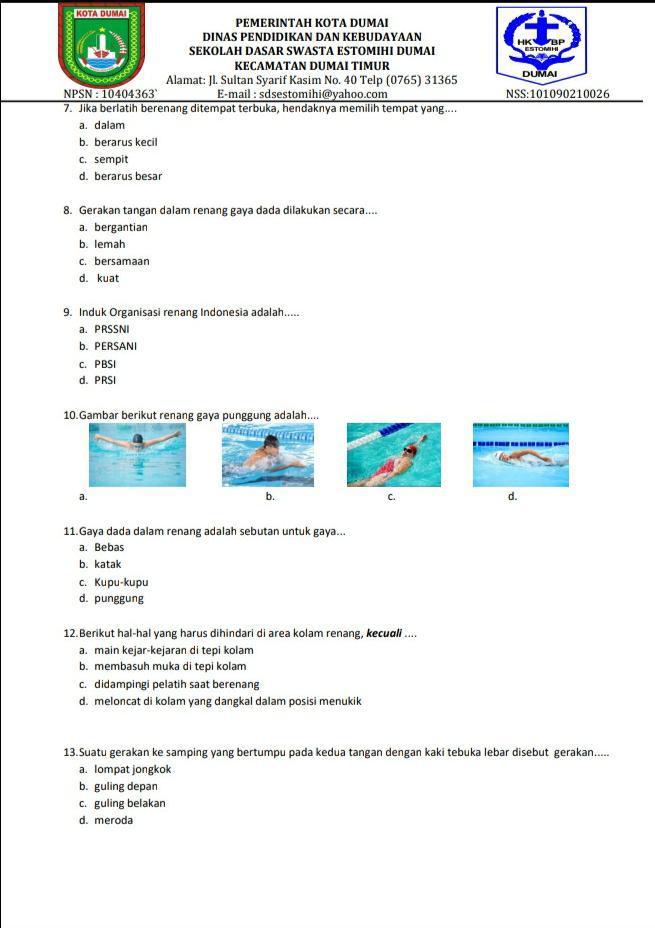 KOTA DUMAI
PEMERINTAH KOTA DUMAI
DINAS PENDIDIKAN DAN KEBUDAYAAN
SEKOLAH DASAR SWASTA ESTOMIHI DUMAI
KECAMATAN DUMAI TIMUR
Alamat: Jl. Sultan Syarif Kasim No. 40 Telp (0765) 31365
NPSN : 10404363` E-mail : sdsestomihi@yahoo.com NSS:101090210026
HK BP
ESTOMIHI
DUMAI
7. Jika berlatih berenang ditempat terbuka, hendaknya memilih tempat yang....
a. dalam
b. berarus kecil
c. sempit
d. berarus besar
8. Gerakan tangan dalam renang gaya dada dilakukan secara....
a. bergantian
b. lemah
c. bersamaan
d. kuat
9. Induk Organisasi renang Indonesia adalah.....
a. PRSSNI
b. PERSANI
c. PBSI
d. PRSI
10.Gambar berikut renang gaya punggung adalah....
a. b. c. d.
11.Gaya dada dalam renang adalah sebutan untuk gaya...
a. Bebas
b. katak
c. Kupu-kupu
d. punggung
12.Berikut hal-hal yang harus dihindari di area kolam renang, kecuali ....
a. main kejar-kejaran di tepi kolam
b. membasuh muka di tepi kolam
c. didampingi pelatih saat berenang
d. meloncat di kolam yang dangkal dalam posisi menukik
13.Suatu gerakan ke samping yang bertumpu pada kedua tangan dengan kaki tebuka lebar disebut gerakan.....
a. lompat jongkok
b. guling depan
c. guling belakan
d. meroda